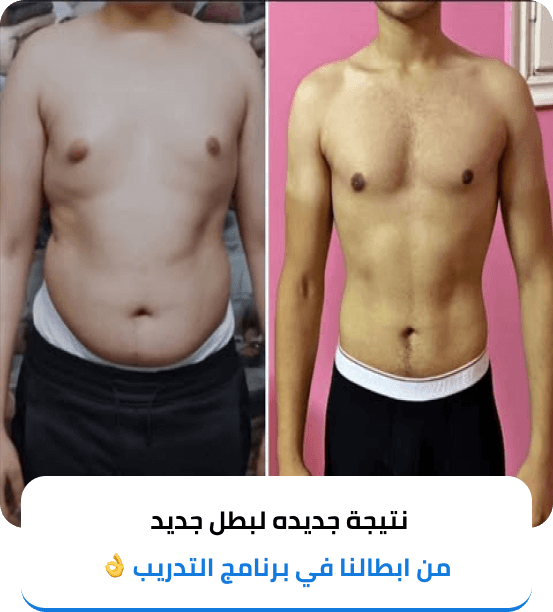 نتيجة جديده لبطل جديد
من ابطالنا في برنامج التدريب 👌